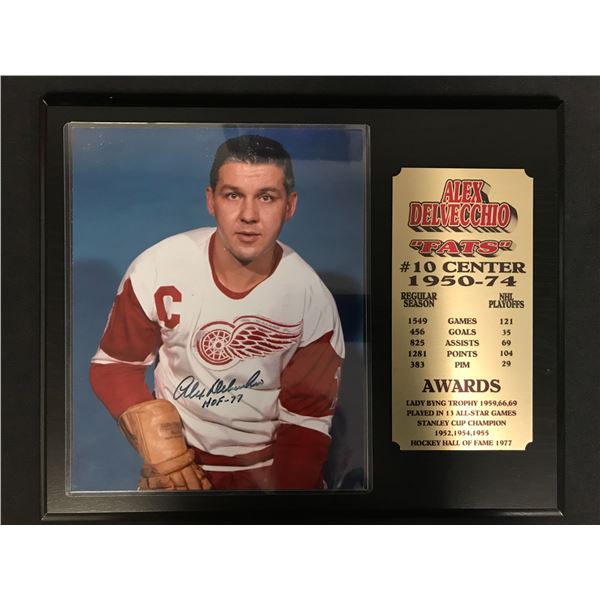 C
Alex Delvecchio
HOF-77
ALEX
DELVECCHIO
"FATS"
#10 CENTER
1950-74
REGULAR SEASON NHL PLAYOFFS
1549 GAMES 121
456 GOALS 35
825 ASSISTS 69
1281 POINTS 104
383 PIM 29
AWARDS
LADY BYNG TROPHY 1959,66,69
PLAYED IN 13 ALL-STAR GAMES
STANLEY CUP CHAMPION
1952,1954,1955
HOCKEY HALL OF FAME 1977